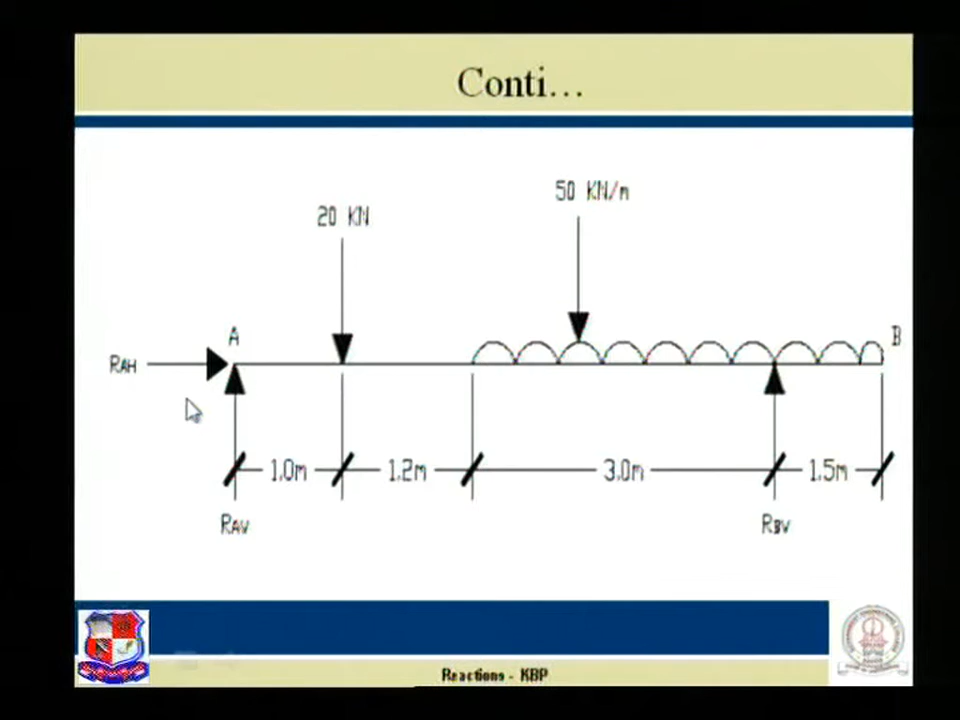 Conti...
50 KN/m
20 KN
A
B
RAH
1.0m
1.2m
3.0m
1.5m
RAV
RBV
Reactions - KBP